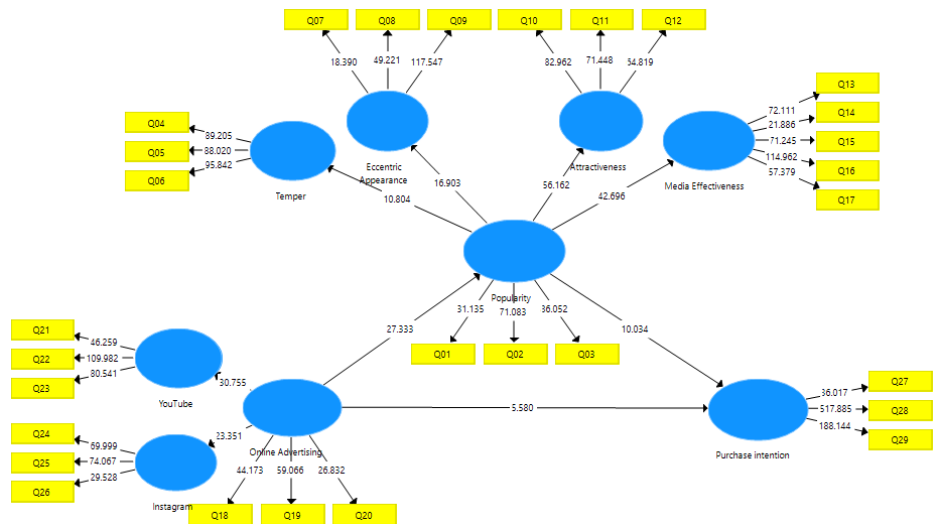 Q07
Q08
Q09
Q10
Q11
Q12
18.390
49.221
117.547
82.962
71.448
54.819
Q13
Q14
Q15
Q16
Q17
72.111
21.886
71.245
114.962
57.379
Q04
Q05
Q06
89.205
88.020
95.842
Temper
Eccentric
Appearance
Attractiveness
Media Effectiveness
10.804
16.903
56.162
42.696
Popularity
31.135
71.083
36.052
Q01
Q02
Q03
27.333
10.034
Q21
Q22
Q23
46.259
109.982
80.541
YouTube
30.755
Q24
Q25
Q26
69.999
74.067
29.528
Instagram
23.351
Online Advertising
5.580
44.173
59.066
26.832
Q18
Q19
Q20
Q27
Q28
Q29
36.017
517.885
188.144
Purchase intention